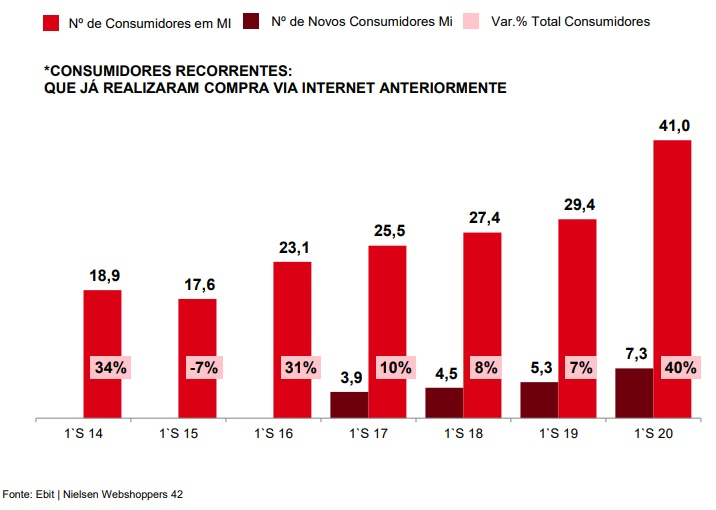 Nº de Consumidores em MI Nº de Novos Consumidores Mi Var.% Total Consumidores
*CONSUMIDORES RECORRENTES:
QUE JÁ REALIZARAM COMPRA VIA INTERNET ANTERIORMENTE
41,0
29,4
27,4
25,5
23,1
18,9
17,6
34% -7% 31% 3,9 10% 4,5 8% 5,3 7% 7,3 40%
1`S 14 1`S 15 1`S 16 1`S 17 1`S 18 1`S 19 1`S 20
Fonte: Ebit | Nielsen Webshoppers 42